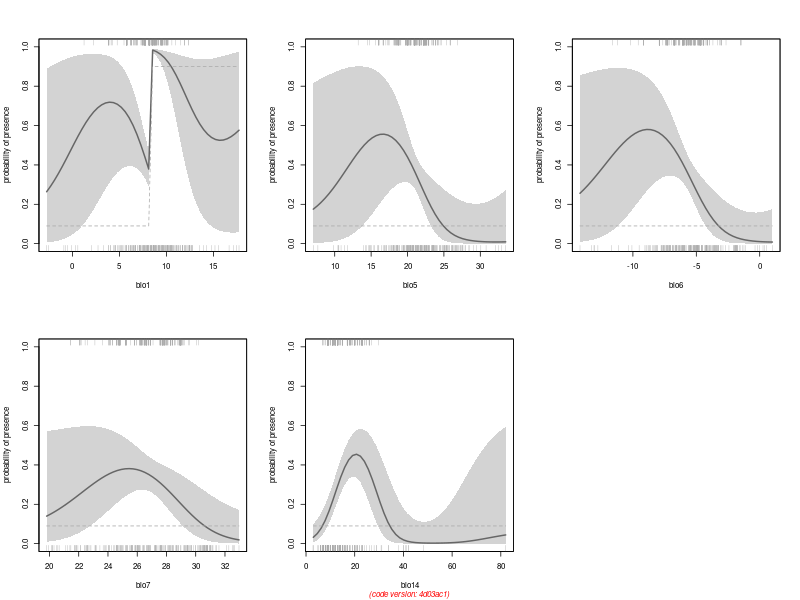 probability of presence
0.0 0.2 0.4 0.6 0.8 1.0
0 5 10 15
bio1
probability of presence
0.0 0.2 0.4 0.6 0.8 1.0
10 15 20 25 30
bio5
probability of presence
0.0 0.2 0.4 0.6 0.8 1.0
-10 -5 0
bio6
probability of presence
0.0 0.2 0.4 0.6 0.8 1.0
20 22 24 26 28 30 32
bio7
probability of presence
0.0 0.2 0.4 0.6 0.8 1.0
0 20 40 60 80
bio14
(code version: 4d03ac1)